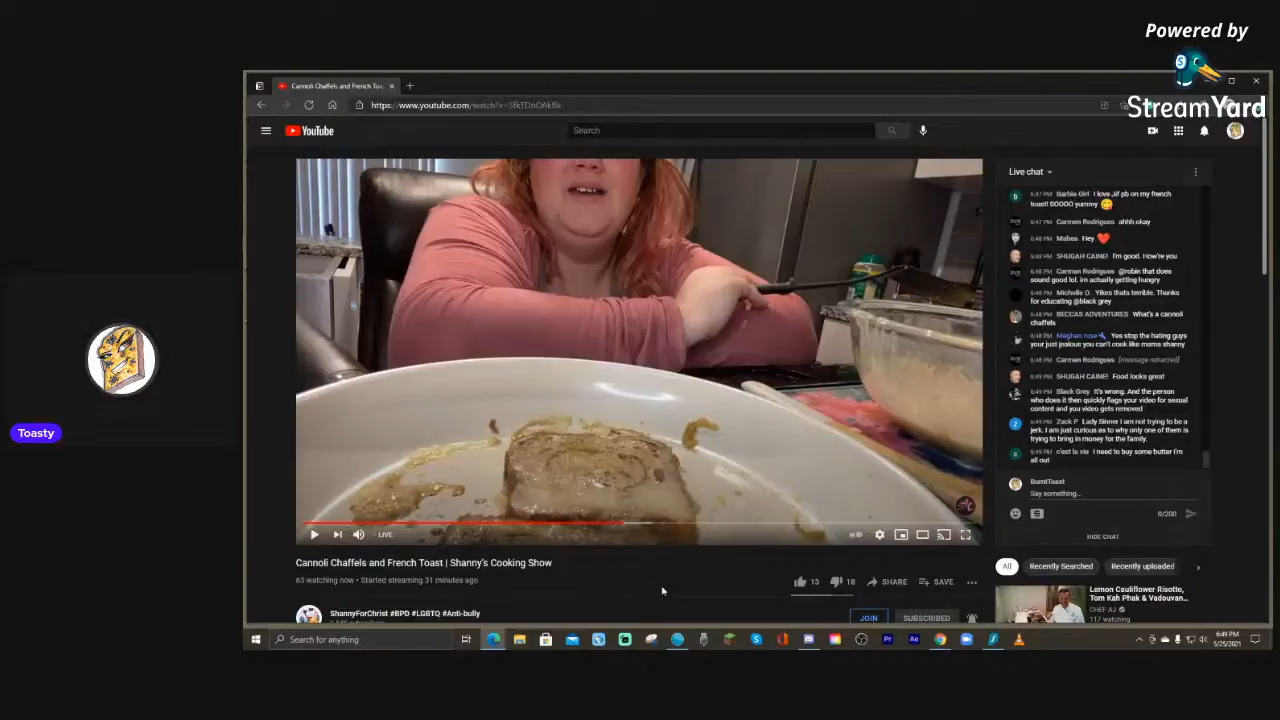 Powered by
StreamYard
Cannoli Chaffels and French Toa
https://www.youtube.com/watch?v=
YouTube
Search
Live chat
6:47 PM Barbie Girl I love Jif pb on my french
toast! SOOOO yummy
6:47 PM Carmen Rodrigues ahhh okay
6:48 PM Mahea Hey
6:48 PM SHUGAH CAINE! I'm good. How're you
6:48 PM Carmen Rodrigues @robin that does
sound good lol. im actually getting hungry
6:48 PM Michelle O. Yikes thats terrible. Thanks
for educating @black grey
6:48 PM BECCAS ADVENTURES What's a cannoli
chaffels
6:48 PM Meghan rose Yes stop the hating guys
your just jealous you can't cook like mama shanny
6:48 PM Carmen Rodrigues [message retracted]
6:49 PM SHUGAH CAINE! Food looks great
6:49 PM Black Grey It's wrong. And the person
who does it then quickly flags your video for sexual
content and you video gets removed
6:49 PM Zack P Lady Sinner I am not trying to be a
jerk. I am just curious as to why only one of them is
trying to bring in money for the family.
6:49 PM c'est la vie I need to buy some butter I'm
all out
BurntToast
Say something...
0/200
HIDE CHAT
LIVE
Toasty
Cannoli Chaffels and French Toast | Shanny's Cooking Show
63 watching now • Started streaming 31 minutes ago
13
18
SHARE
SAVE
All
Recently Searched
Recently uploaded
ShannyForChrist #BPD #LGBTQ #Anti-bully
JOIN
SUBSCRIBED
Lemon Cauliflower Risotto,
Tom Kah Phak & Vadouvan...
CHEF AJ
117 watching
Search for anything
6:49 PM
5/25/2021